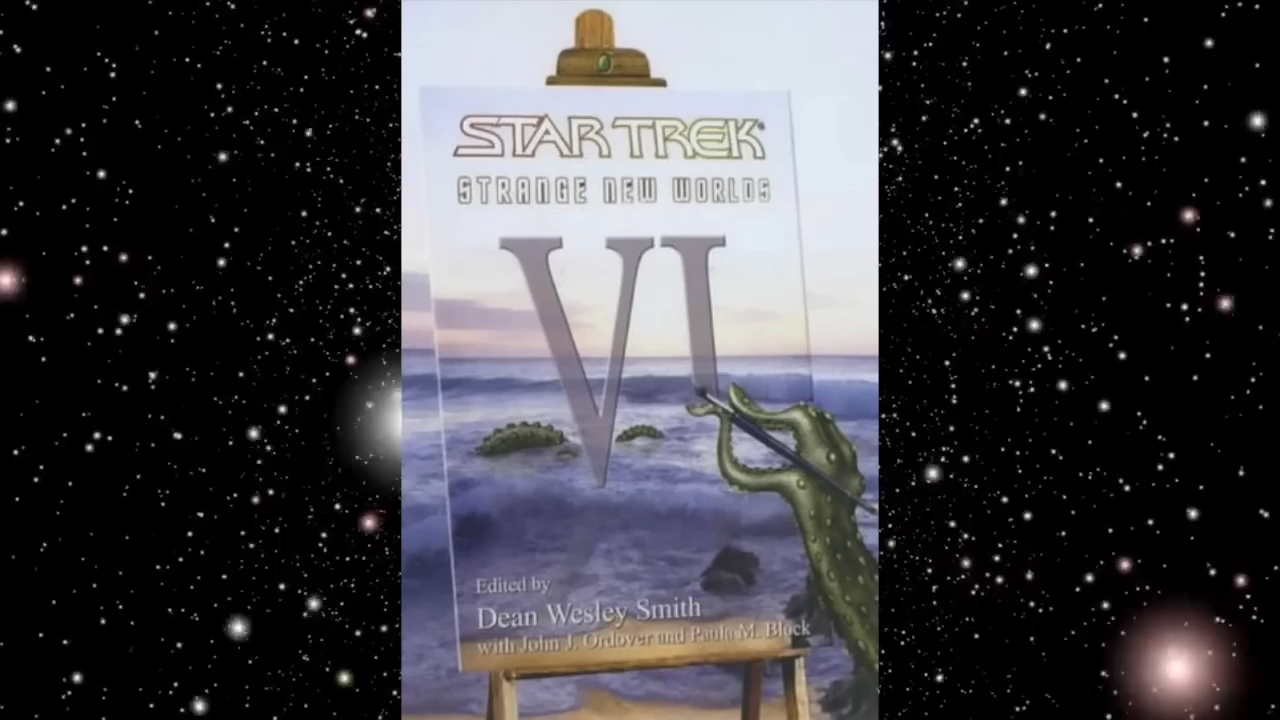 STAR TREK®
STRANGE NEW WORLDS
VI
Edited by
Dean Wesley Smith
with John J. Ordover and Paula M. Block